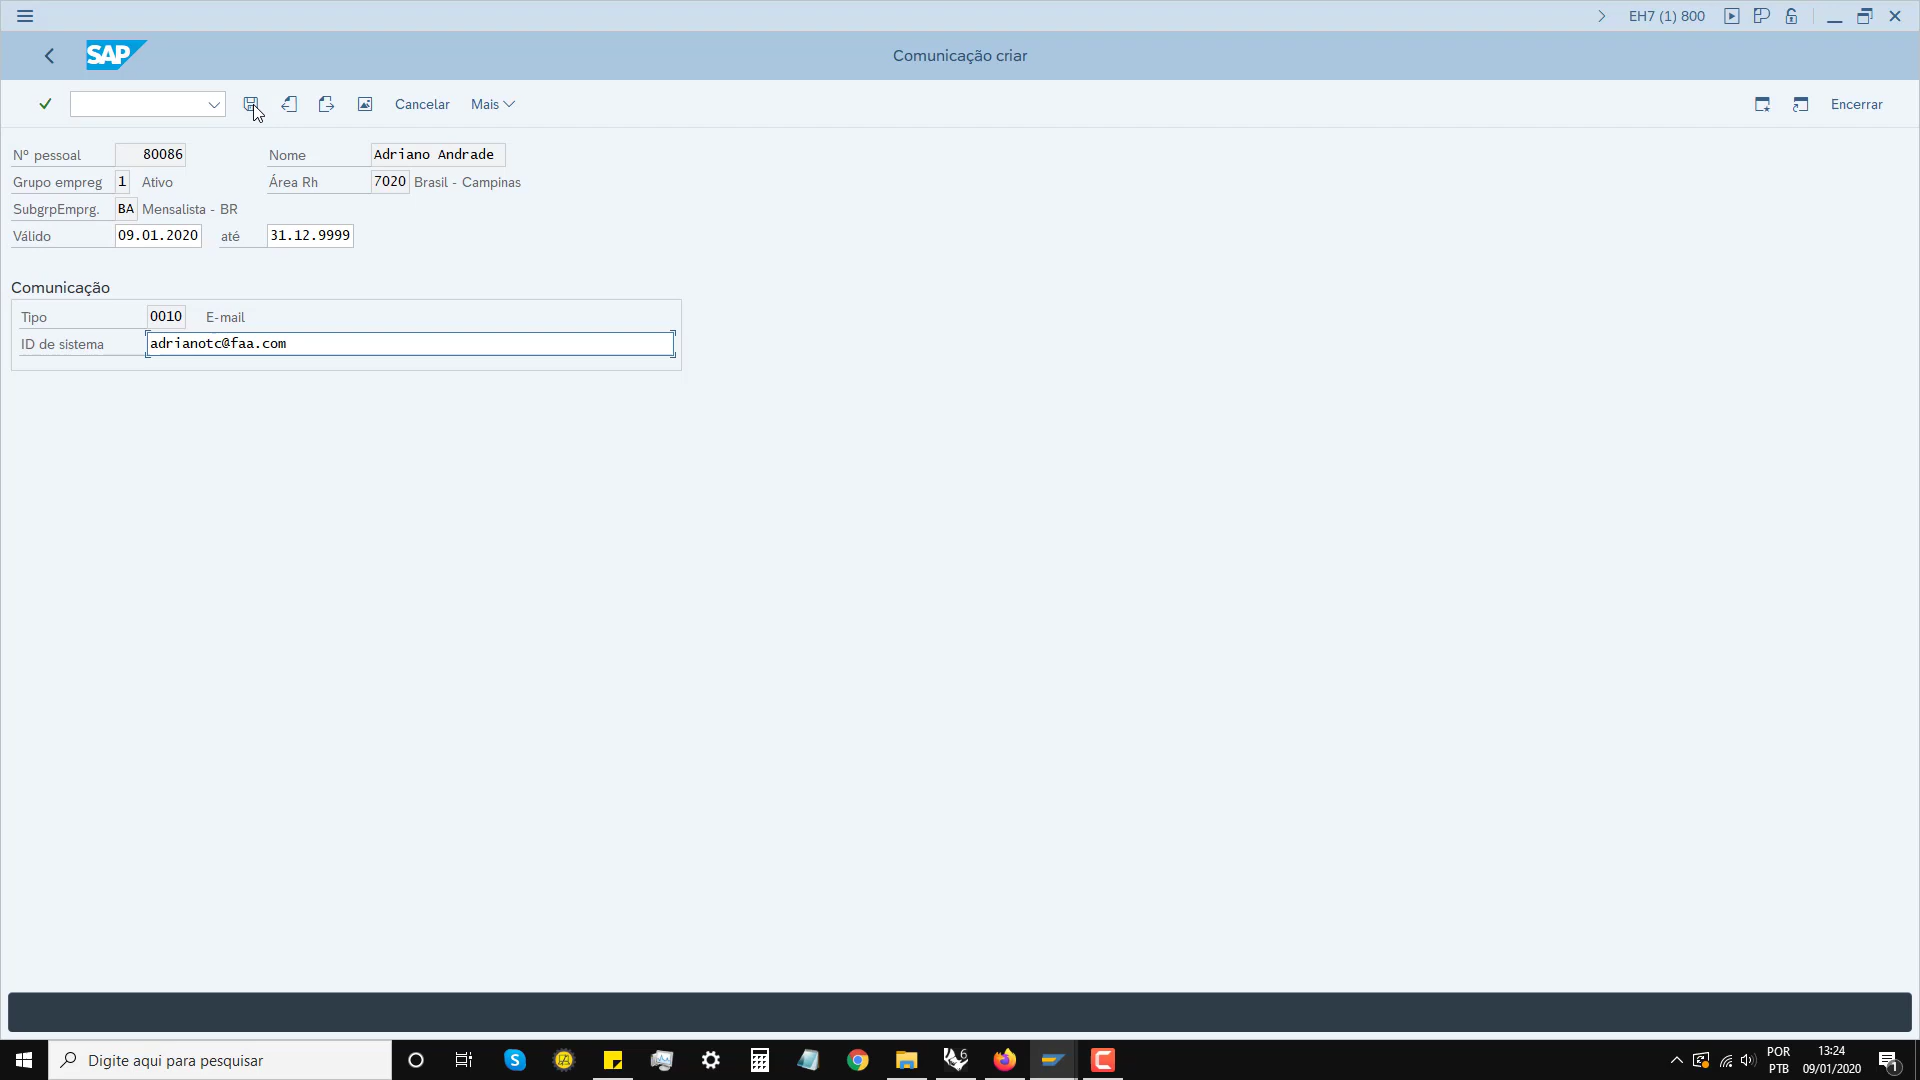 EH7 (1) 800
SAP
Comunicação criar
Cancelar Mais Encerrar
Nº pessoal 80086 Nome Adriano Andrade
Grupo empreg 1 Ativo Área Rh 7020 Brasil - Campinas
SubgrpEmprg. BA Mensalista - BR
Válido 09.01.2020 até 31.12.9999
Comunicação
Tipo 0010 E-mail
ID de sistema adrianotc@faa.com
Digite aqui para pesquisar
POR
PTB
13:24
09/01/2020
1